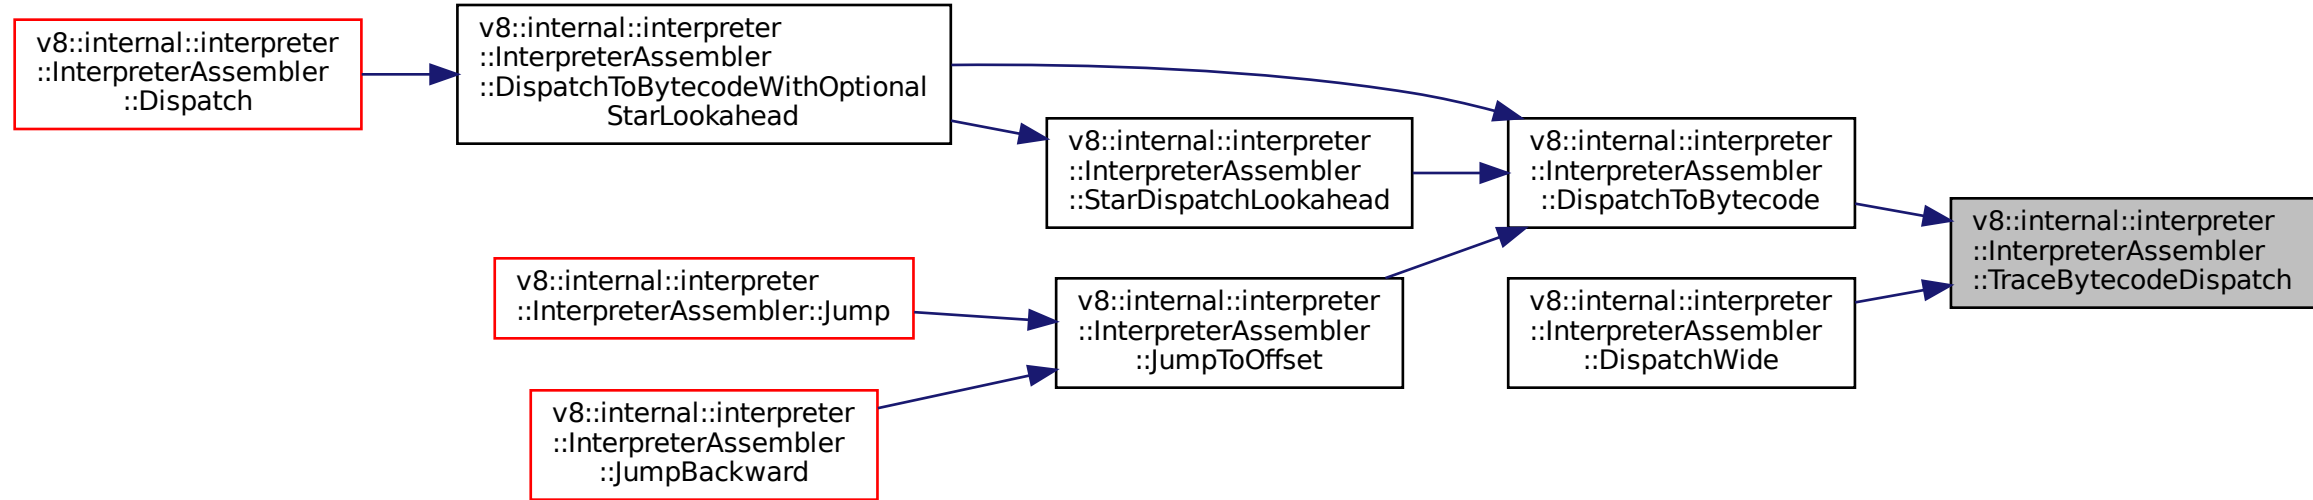 v8::internal::interpreter
::InterpreterAssembler
::Dispatch
v8::internal::interpreter
::InterpreterAssembler
::DispatchToBytecodeWithOptional
StarLookahead
v8::internal::interpreter
::InterpreterAssembler
::StarDispatchLookahead
v8::internal::interpreter
::InterpreterAssembler
::DispatchToBytecode
v8::internal::interpreter
::InterpreterAssembler
::TraceBytecodeDispatch
v8::internal::interpreter
::InterpreterAssembler::Jump
v8::internal::interpreter
::InterpreterAssembler
::JumpToOffset
v8::internal::interpreter
::InterpreterAssembler
::DispatchWide
v8::internal::interpreter
::InterpreterAssembler
::JumpBackward